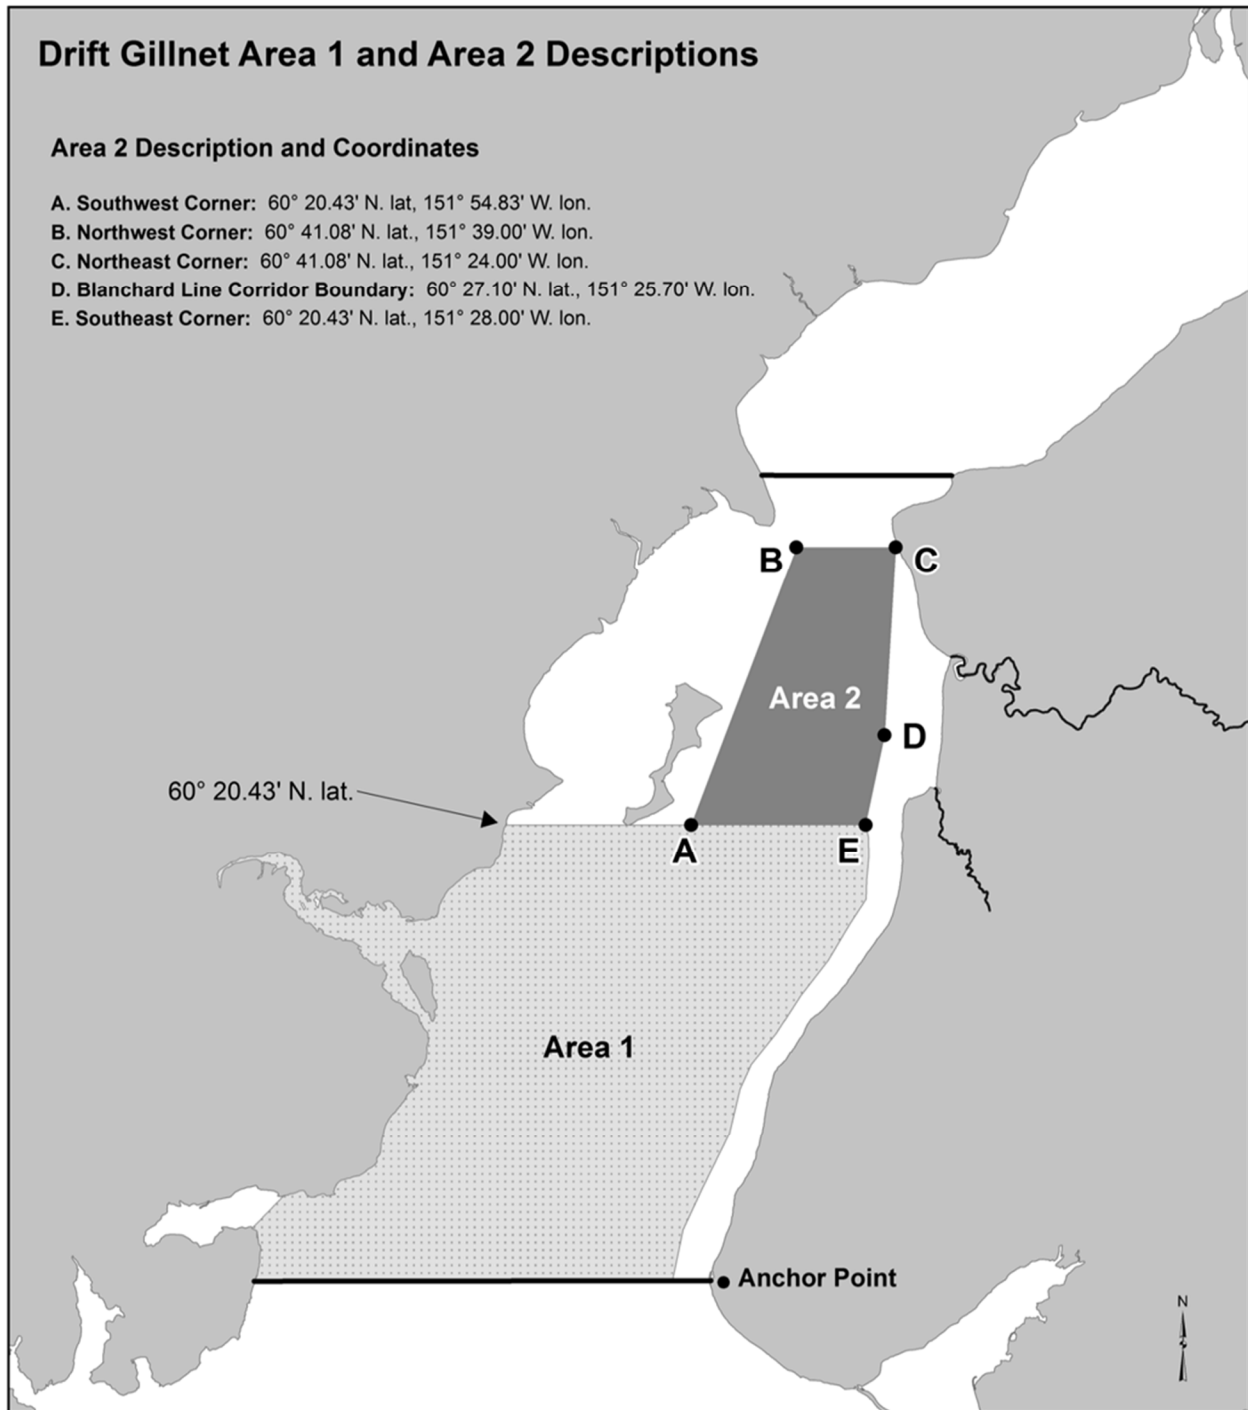 Drift Gillnet Area 1 and Area 2 Descriptions
Area 2 Description and Coordinates
A. Southwest Corner: 60° 20.43' N. lat, 151° 54.83' W. lon.
B. Northwest Corner: 60° 41.08' N. lat., 151° 39.00' W. lon.
C. Northeast Corner: 60° 41.08' N. lat., 151° 24.00' W. lon.
D. Blanchard Line Corridor Boundary: 60° 27.10' N. lat., 151° 25.70' W. lon.
E. Southeast Corner: 60° 20.43' N. lat., 151° 28.00' W. lon.
B
C
Area 2
D
60° 20.43' N. lat.
A
E
Area 1
Anchor Point
N